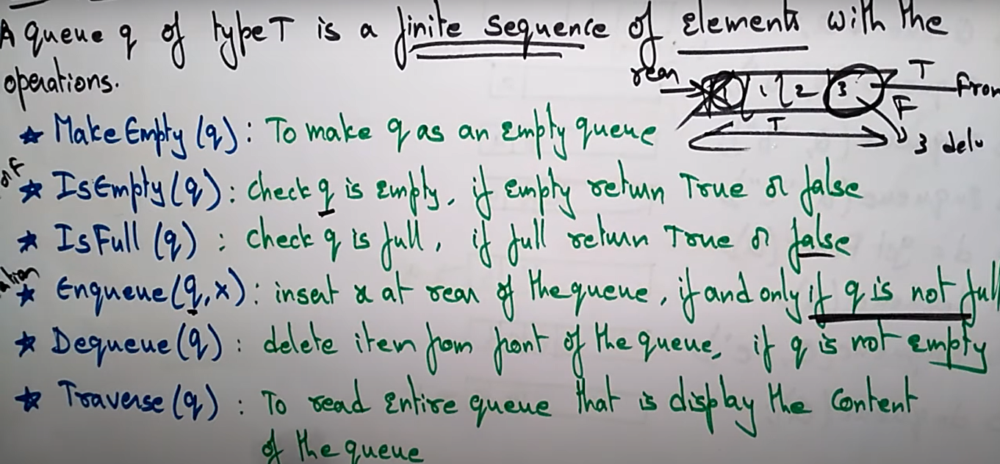 A queue q of type T is a finite sequence of elements with the
operations.
rear
1 2 3
T
Fron
F
T
3 dele
★ MakeEmpty (q) : To make q as an Empty queue
or F
★ IsEmpty (q) : check q is Empty, if Empty return True or false
★ IsFull (q) : check q is full, if full return True or false
★ Enqueue (q, x) : insert x at rear of the queue, if and only if q is not full
★ Dequeue (q) : delete item from front of the queue, if q is not empty
★ Traverse (q) : To read Entire queue that is display the Content
of the queue